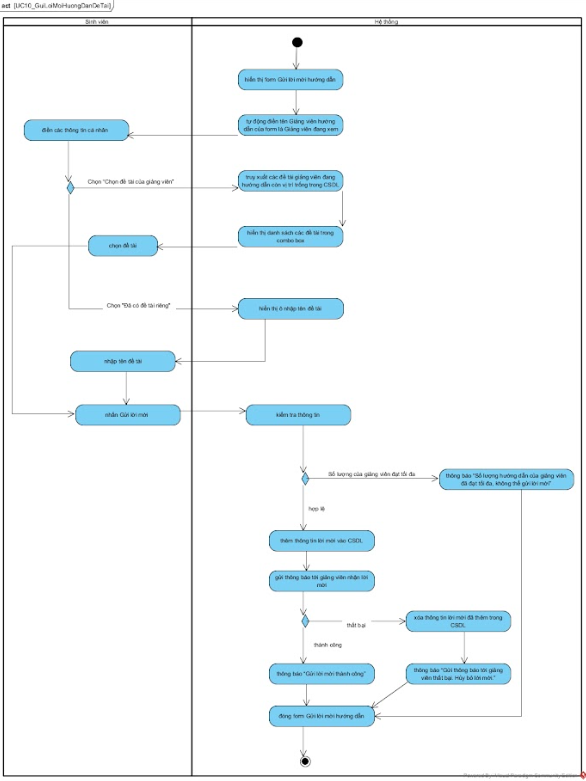 act [UC10_GuiLoiMoiHuongDanDeTai]
Sinh viên
Hệ thống
hiển thị form Gửi lời mời hướng dẫn
tự động điền tên Giảng viên hướng
dẫn của form là Giảng viên đang xem
điền các thông tin cá nhân
Chọn "Chọn đề tài của giảng viên"
truy xuất các đề tài giảng viên đang
hướng dẫn còn vị trí trống trong CSDL
hiển thị danh sách các đề tài trong
combo box
chọn đề tài
Chọn "Đã có đề tài riêng"
hiển thị ô nhập tên đề tài
nhập tên đề tài
nhấn Gửi lời mời
kiểm tra thông tin
Số lượng của giảng viên đạt tối đa
thông báo "Số lượng hướng dẫn của giảng viên
đã đạt tối đa, không thể gửi lời mời"
hợp lệ
thêm thông tin lời mời vào CSDL
gửi thông báo tới giảng viên nhận lời
mời
thất bại
xóa thông tin lời mời đã thêm trong
CSDL
thành công
thông báo "Gửi lời mời thành công"
thông báo "Gửi thông báo tới giảng
viên thất bại. Hủy bỏ lời mời."
đóng form Gửi lời mời hướng dẫn
Powered By Visual Paradigm Community Edition